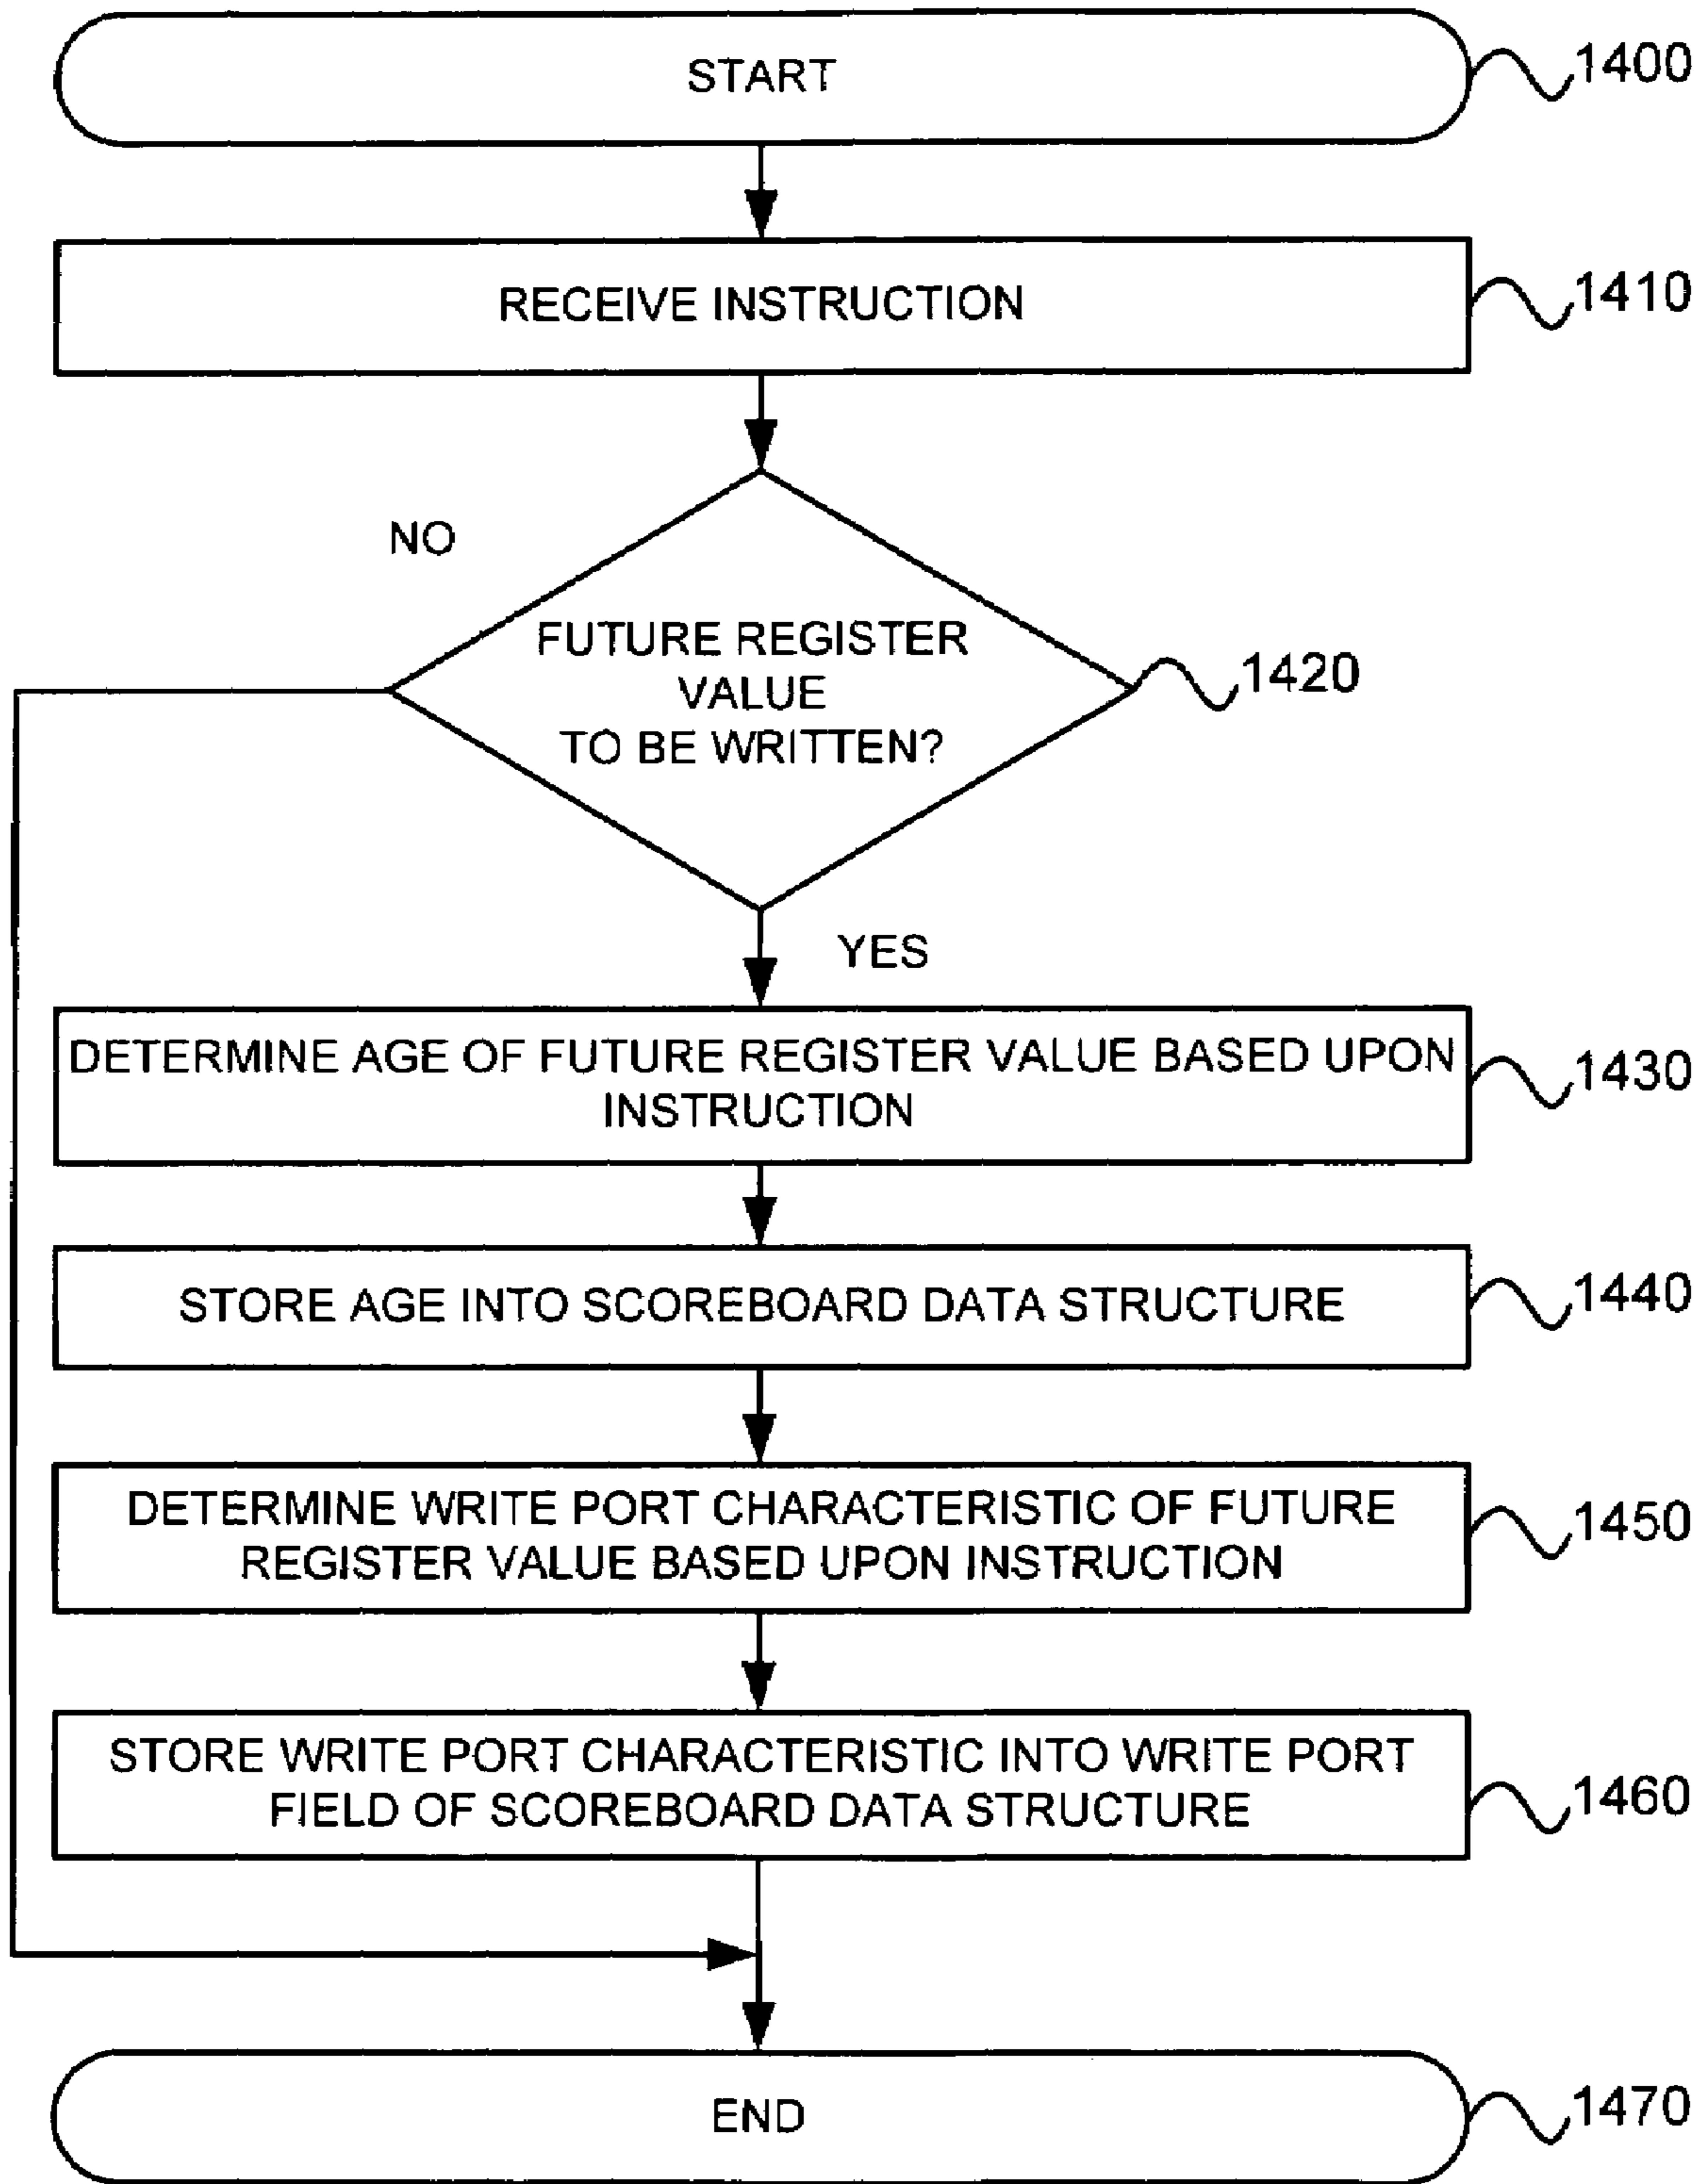 START
1400
RECEIVE INSTRUCTION
1410
NO
FUTURE REGISTER
VALUE
TO BE WRITTEN?
1420
YES
DETERMINE AGE OF FUTURE REGISTER VALUE BASED UPON
INSTRUCTION
1430
STORE AGE INTO SCOREBOARD DATA STRUCTURE
1440
DETERMINE WRITE PORT CHARACTERISTIC OF FUTURE
REGISTER VALUE BASED UPON INSTRUCTION
1450
STORE WRITE PORT CHARACTERISTIC INTO WRITE PORT
FIELD OF SCOREBOARD DATA STRUCTURE
1460
END
1470